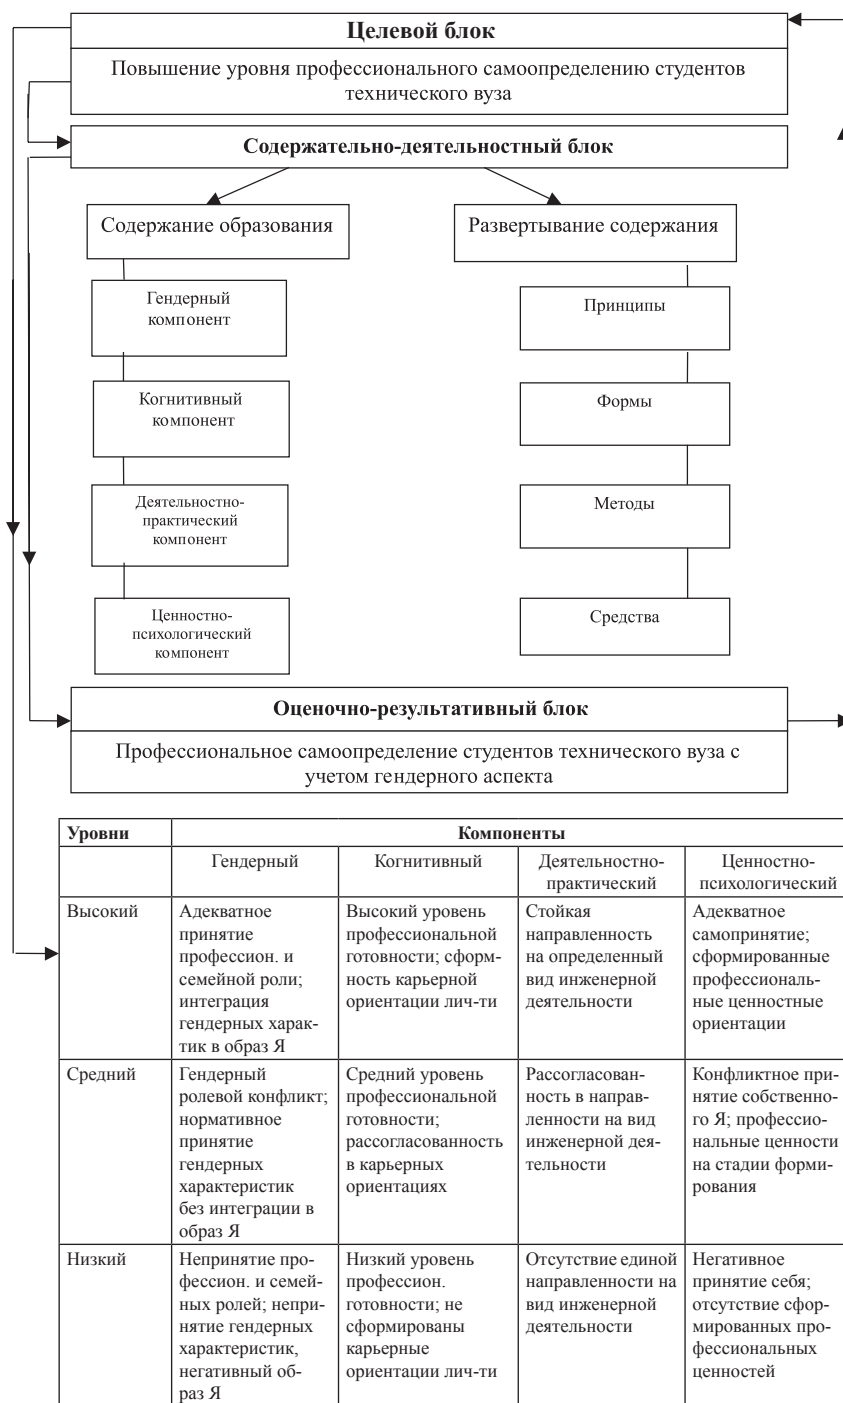 Целевой блок
Повышение уровня профессионального самоопределению студентов
технического вуза
Содержательно-деятельностный блок
Содержание образования
Развертывание содержания
Гендерный
компонент
Когнитивный
компонент
Деятельностно-
практический
компонент
Ценностно-
психологический
компонент
Принципы
Формы
Методы
Средства
Оценочно-результативный блок
Профессиональное самоопределение студентов технического вуза с
учетом гендерного аспекта
Уровни
Компоненты
Гендерный
Когнитивный
Деятельностно-
практический
Ценностно-
психологический
Высокий
Адекватное
принятие
професcион. и
семейной роли;
интеграция
гендерных харак-
тик в образ Я
Высокий уровень
профессиональной
готовности; сформ-
ность карьерной
ориентации лич-ти
Стойкая
направленность
на определенный
вид инженерной
деятельности
Адекватное
самопринятие;
сформированные
профессиональ-
ные ценностные
ориентации
Средний
Гендерный
ролевой конфликт;
нормативное
принятие
гендерных
характеристик
без интеграции в
образ Я
Средний уровень
профессиональной
готовности;
рассогласованность
в карьерных
ориентациях
Рассогласован-
ность в направ-
ленности на вид
инженерной дея-
тельности
Конфликтное при-
нятие собственно-
го Я; профессио-
нальные ценности
на стадии форми-
рования
Низкий
Непринятие про-
фессион. и семей-
ных ролей; непри-
нятие гендерных
характеристик,
негативный об-
раз Я
Низкий уровень
профессион.
готовности; не
сформированы
карьерные
ориентации лич-ти
Отсутствие единой
направленности на
вид инженерной
деятельности
Негативное
принятие себя;
отсутствие сфор-
мированных про-
фессиональных
ценностей